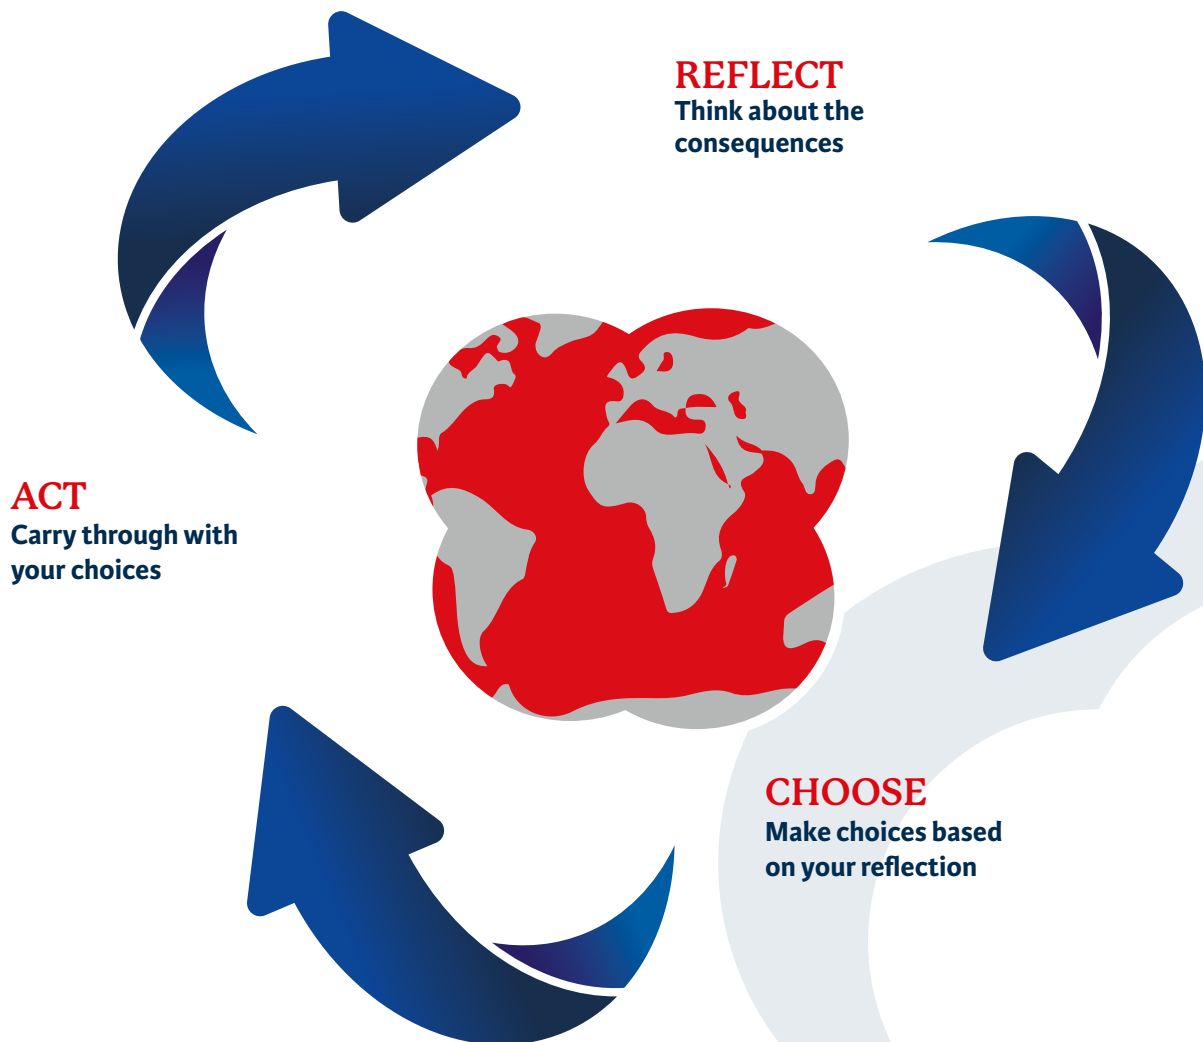 REFLECT
Think about the
consequences
ACT
Carry through with
your choices
CHOOSE
Make choices based
on your reflection